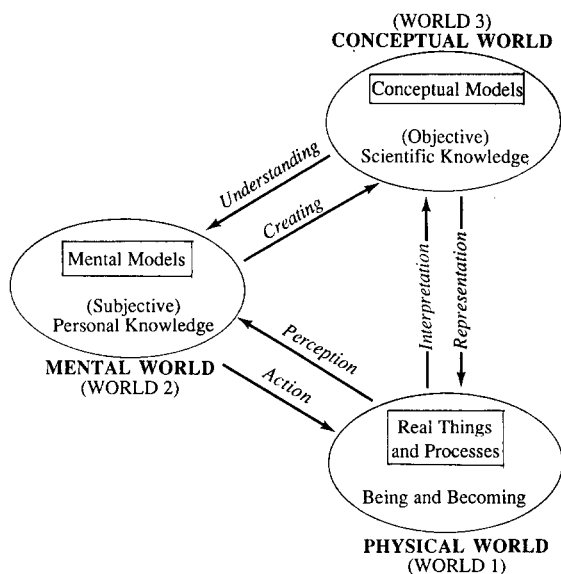 (WORLD 3)
CONCEPTUAL WORLD
Conceptual Models
(Objective)
Scientific Knowledge
Understanding
Creating
Mental Models
(Subjective)
Personal Knowledge
MENTAL WORLD
(WORLD 2)
Perception
Action
Interpretation
Representation
Real Things
and Processes
Being and Becoming
PHYSICAL WORLD
(WORLD 1)